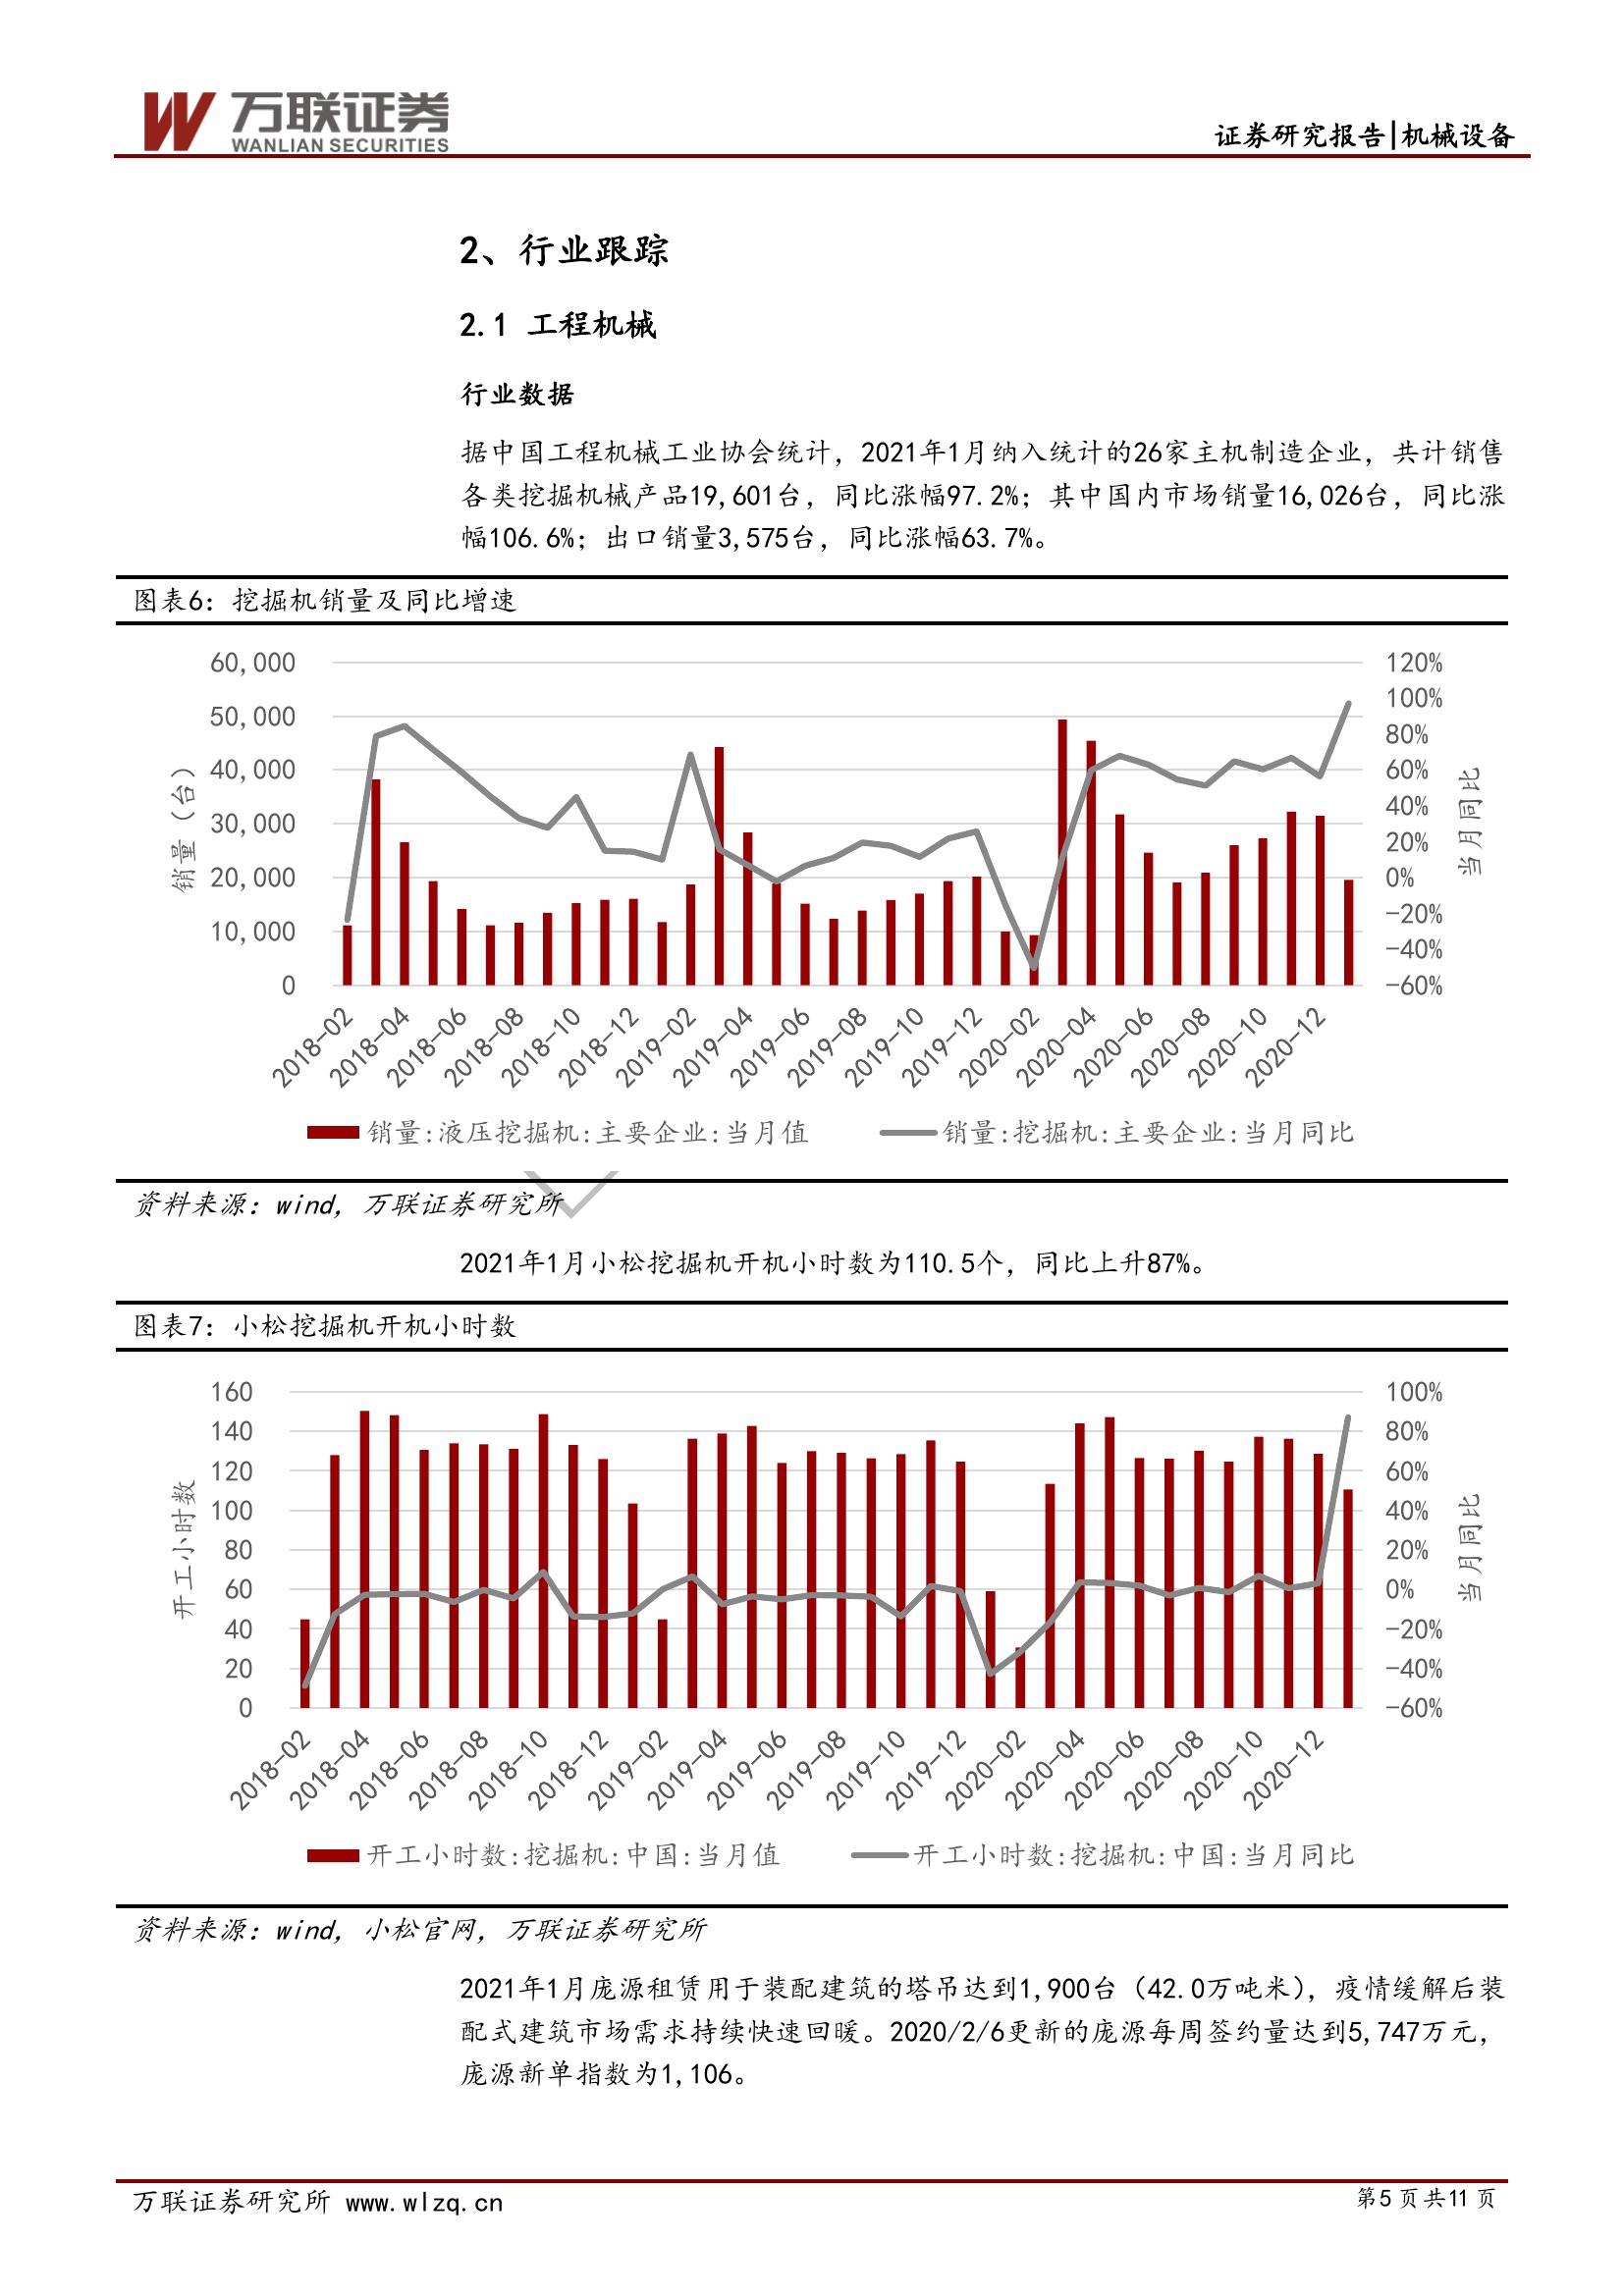 万联证券
WANLIAN SECURITIES
证券研究报告|机械设备
2、行业跟踪
2.1 工程机械
行业数据
据中国工程机械工业协会统计，2021年1月纳入统计的26家主机制造企业，共计销售
各类挖掘机械产品19,601台，同比涨幅97.2%；其中国内市场销量16,026台，同比涨
幅106.6%；出口销量3,575台，同比涨幅63.7%。
图表6：挖掘机销量及同比增速
销量（台）
60,000
50,000
40,000
30,000
20,000
10,000
0
120%
100%
80%
60%
40%
20%
0%
-20%
-40%
-60%
当月同比
2018-02
2018-04
2018-06
2018-08
2018-10
2018-12
2019-02
2019-04
2019-06
2019-08
2019-10
2019-12
2020-02
2020-04
2020-06
2020-08
2020-10
2020-12
销量:液压挖掘机:主要企业:当月值
销量:挖掘机:主要企业:当月同比
资料来源：wind，万联证券研究所
2021年1月小松挖掘机开机小时数为110.5个，同比上升87%。
图表7：小松挖掘机开机小时数
开工小时数
160
140
120
100
80
60
40
20
0
100%
80%
60%
40%
20%
0%
-20%
-40%
-60%
当月同比
2018-02
2018-04
2018-06
2018-08
2018-10
2018-12
2019-02
2019-04
2019-06
2019-08
2019-10
2019-12
2020-02
2020-04
2020-06
2020-08
2020-10
2020-12
开工小时数:挖掘机:中国:当月值
开工小时数:挖掘机:中国:当月同比
资料来源：wind，小松官网，万联证券研究所
2021年1月庞源租赁用于装配建筑的塔吊达到1,900台（42.0万吨米），疫情缓解后装
配式建筑市场需求持续快速回暖。2020/2/6更新的庞源每周签约量达到5,747万元，
庞源新单指数为1,106。
万联证券研究所 www.wlzq.cn
第5 页 共11 页